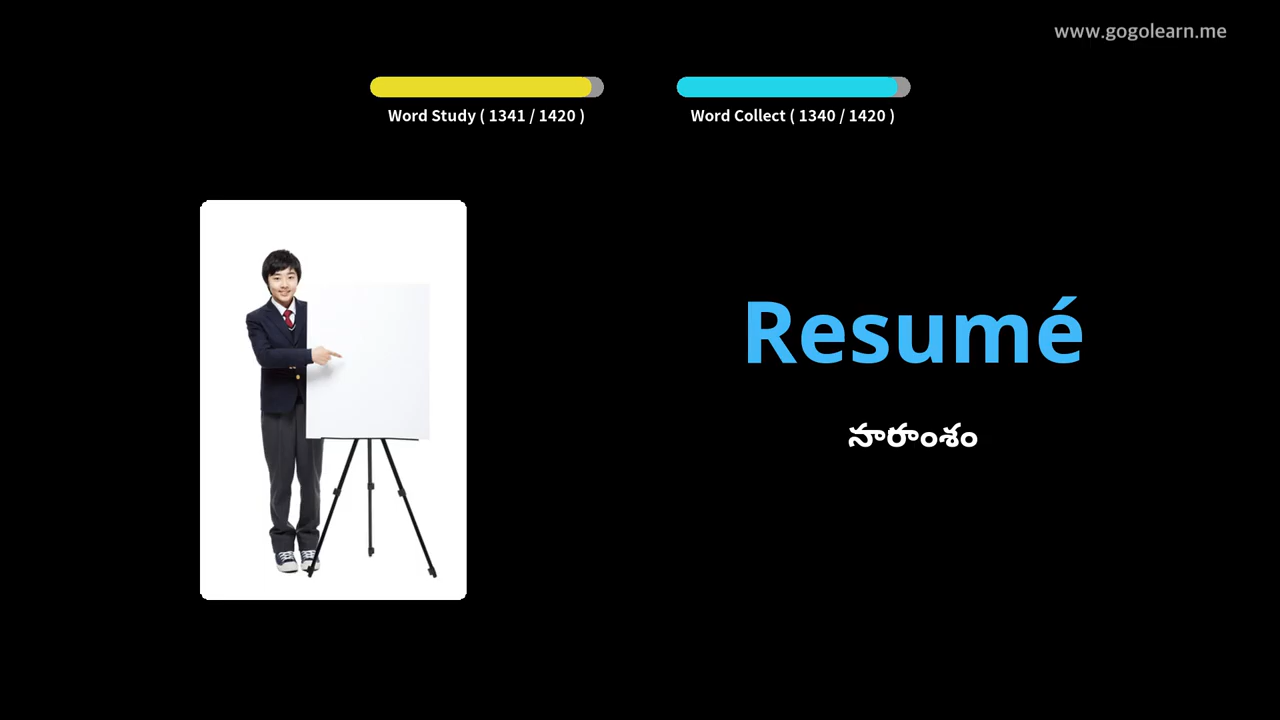 www.gogolearn.me
Word Study ( 1341 / 1420 )
Word Collect ( 1340 / 1420 )
Resumé
సారాంశం